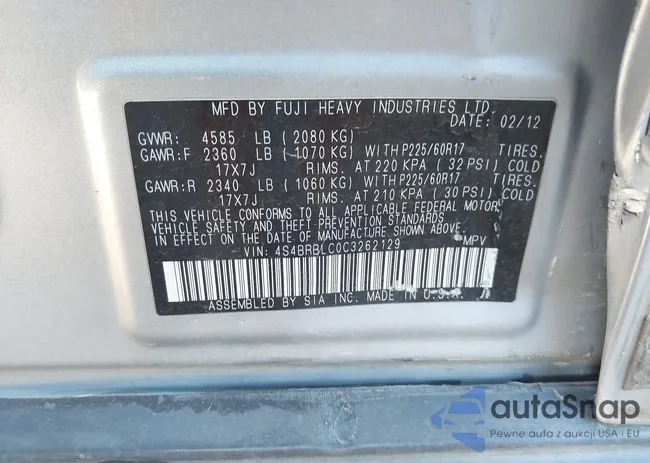 MFD BY FUJI HEAVY INDUSTRIES LTD.
DATE: 02/12
GVWR: 4585 LB (2080 KG)
GAWR:F 2360 LB (1070 KG) WITH P225/60R17 TIRES.
17X7J RIMS. AT 220 KPA (32 PSI) COLD
GAWR:R 2340 LB (1060 KG) WITH P225/60R17 TIRES.
17X7J RIMS. AT 210 KPA (30 PSI) COLD
THIS VEHICLE CONFORMS TO ALL APPLICABLE FEDERAL MOTOR
VEHICLE SAFETY AND THEFT PREVENTION STANDARDS
IN EFFECT ON THE DATE OF MANUFACTURE SHOWN ABOVE.
VIN: 4S4BRBLC0C3262129 MPV
ASSEMBLED BY SIA INC. MADE IN U.S.A.
autoSnap
Pewne auta z aukcji USA i EU